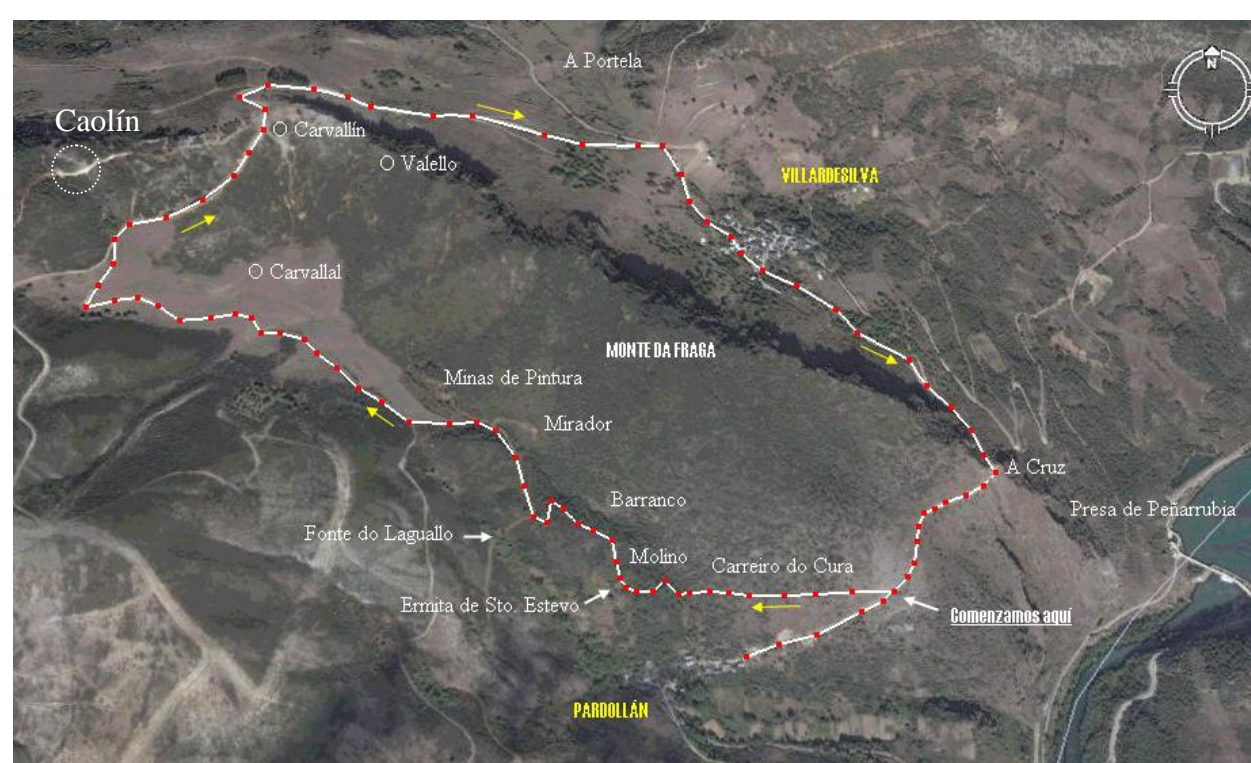 A Portela
N
Caolín
O Carvallín
O Valello
VILLARDESILVA
O Carvallal
MONTE DA FRAGA
Minas de Pintura
Mirador
A Cruz
Barranco
Presa de Peñarrubia
Fonte do Laguallo
Molino
Carreiro do Cura
Ermita de Sto. Estevo
Comenzamos aquí
PARDOLLÁN